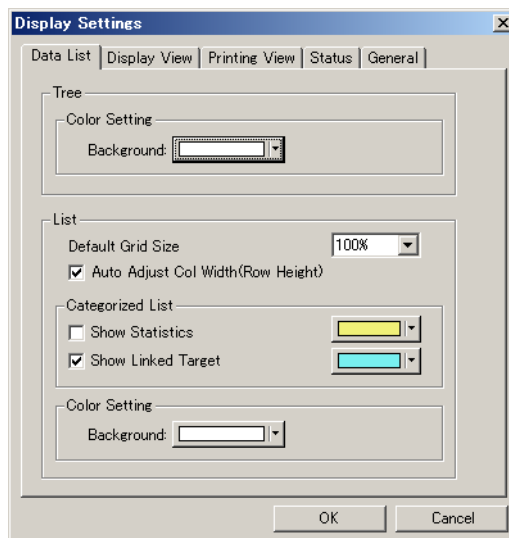 Display Settings
Data List Display View Printing View Status General
Tree
Color Setting
Background:
List
Default Grid Size 100%
Auto Adjust Col Width(Row Height)
Categorized List
Show Statistics
Show Linked Target
Color Setting
Background:
OK Cancel